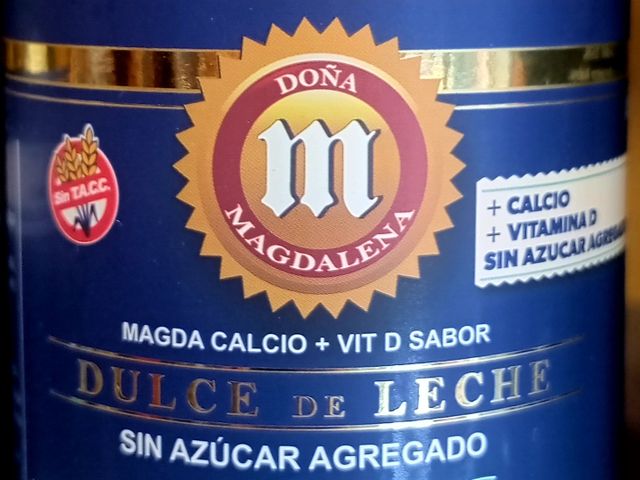 DOÑA
m
MAGDALENA
Sin T.A.C.C.
+ CALCIO
+ VITAMINA D
SIN AZUCAR
MAGDA CALCIO + VIT D SABOR
DULCE DE LECHE
SIN AZÚCAR AGREGADO